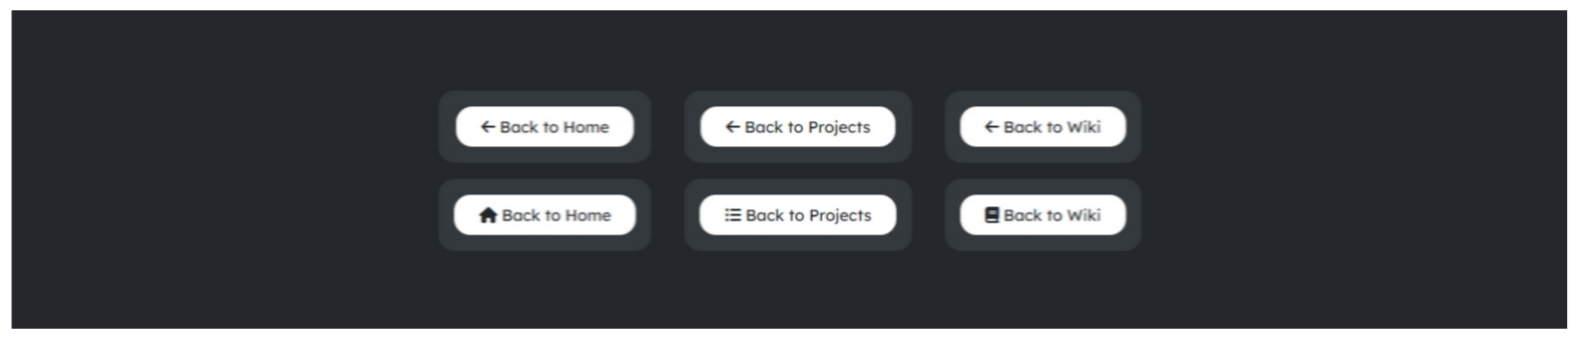 ← Back to Home
← Back to Projects
← Back to Wiki
Back to Home
Back to Projects
Back to Wiki